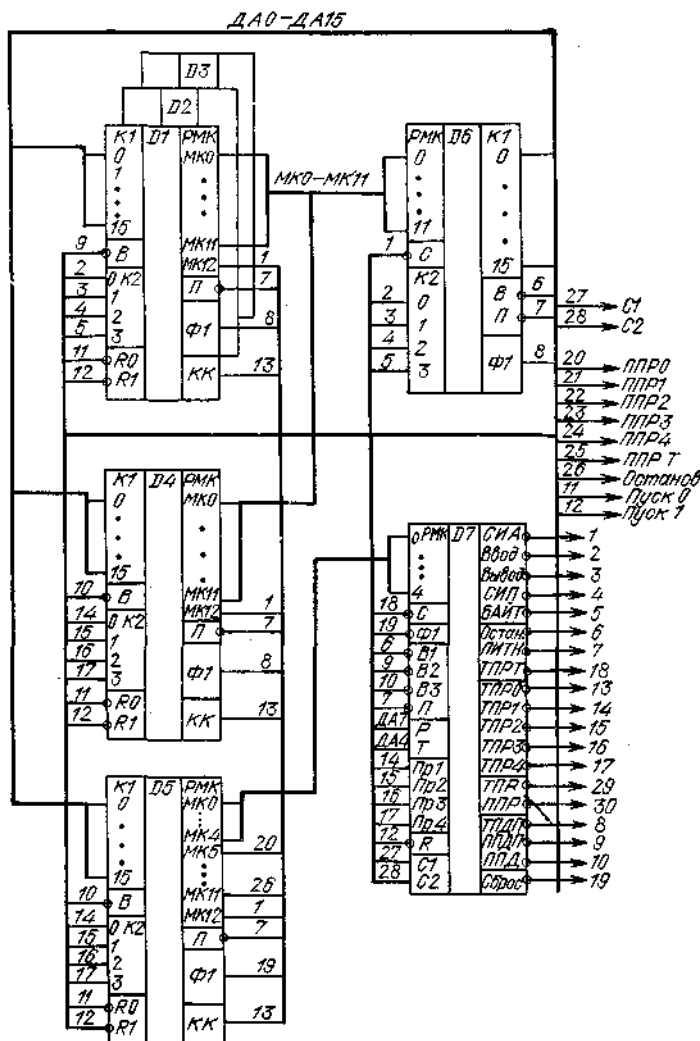 ДА0–ДА15
D3
D2
K1 D1 РМК
0 МК0
1
15 МК11
МК12 1
9 В
П 7
2 0 К2
3 1
4 2 Ф1 8
5 3
11 R0 КК 13
12 R1
МК0–МК11
РМК D6 К1
0 0
11
1 С 15
К2 В 6
2 0 П 7
3 1
4 2 Ф1 8
5 3
27 С1
28 С2
20 ППР0
21 ППР1
22 ППР2
23 ППР3
24 ППР4
25 ППР Т
26 Останов
11 Пуск 0
12 Пуск 1
К1 D4 РМК
0 МК0
15 МК11
МК12 1
10 В
П 7
14 0 К2
15 1
16 2 Ф1 8
17 3
11 R0 КК 13
12 R1
К1 D5 РМК
0 МК0
МК4
МК5 20
15 МК11 26
МК12 1
10 В
П 7
14 0 К2
15 1
16 2 Ф1 19
17 3
11 R0 КК 13
12 R1
0 РМК D7 СИА 1
Ввод 2
Вывод 3
4 СИП 4
18 С БАЙТ 5
19 Ф1 Остан. 6
6 В1 ПИТН 7
9 В2 ТПРТ 18
10 В3 ТПР0 13
7 П ТПР1 14
ДА7 Р ТПР2 15
ДА4 Т ТПР3 16
14 Пр1 ТПР4 17
15 Пр2 ТПR 29
16 Пр3 ППР 30
17 Пр4 ТПДП 8
12 R ППДП 9
27 С1 ППД 10
28 С2 Сброс 19